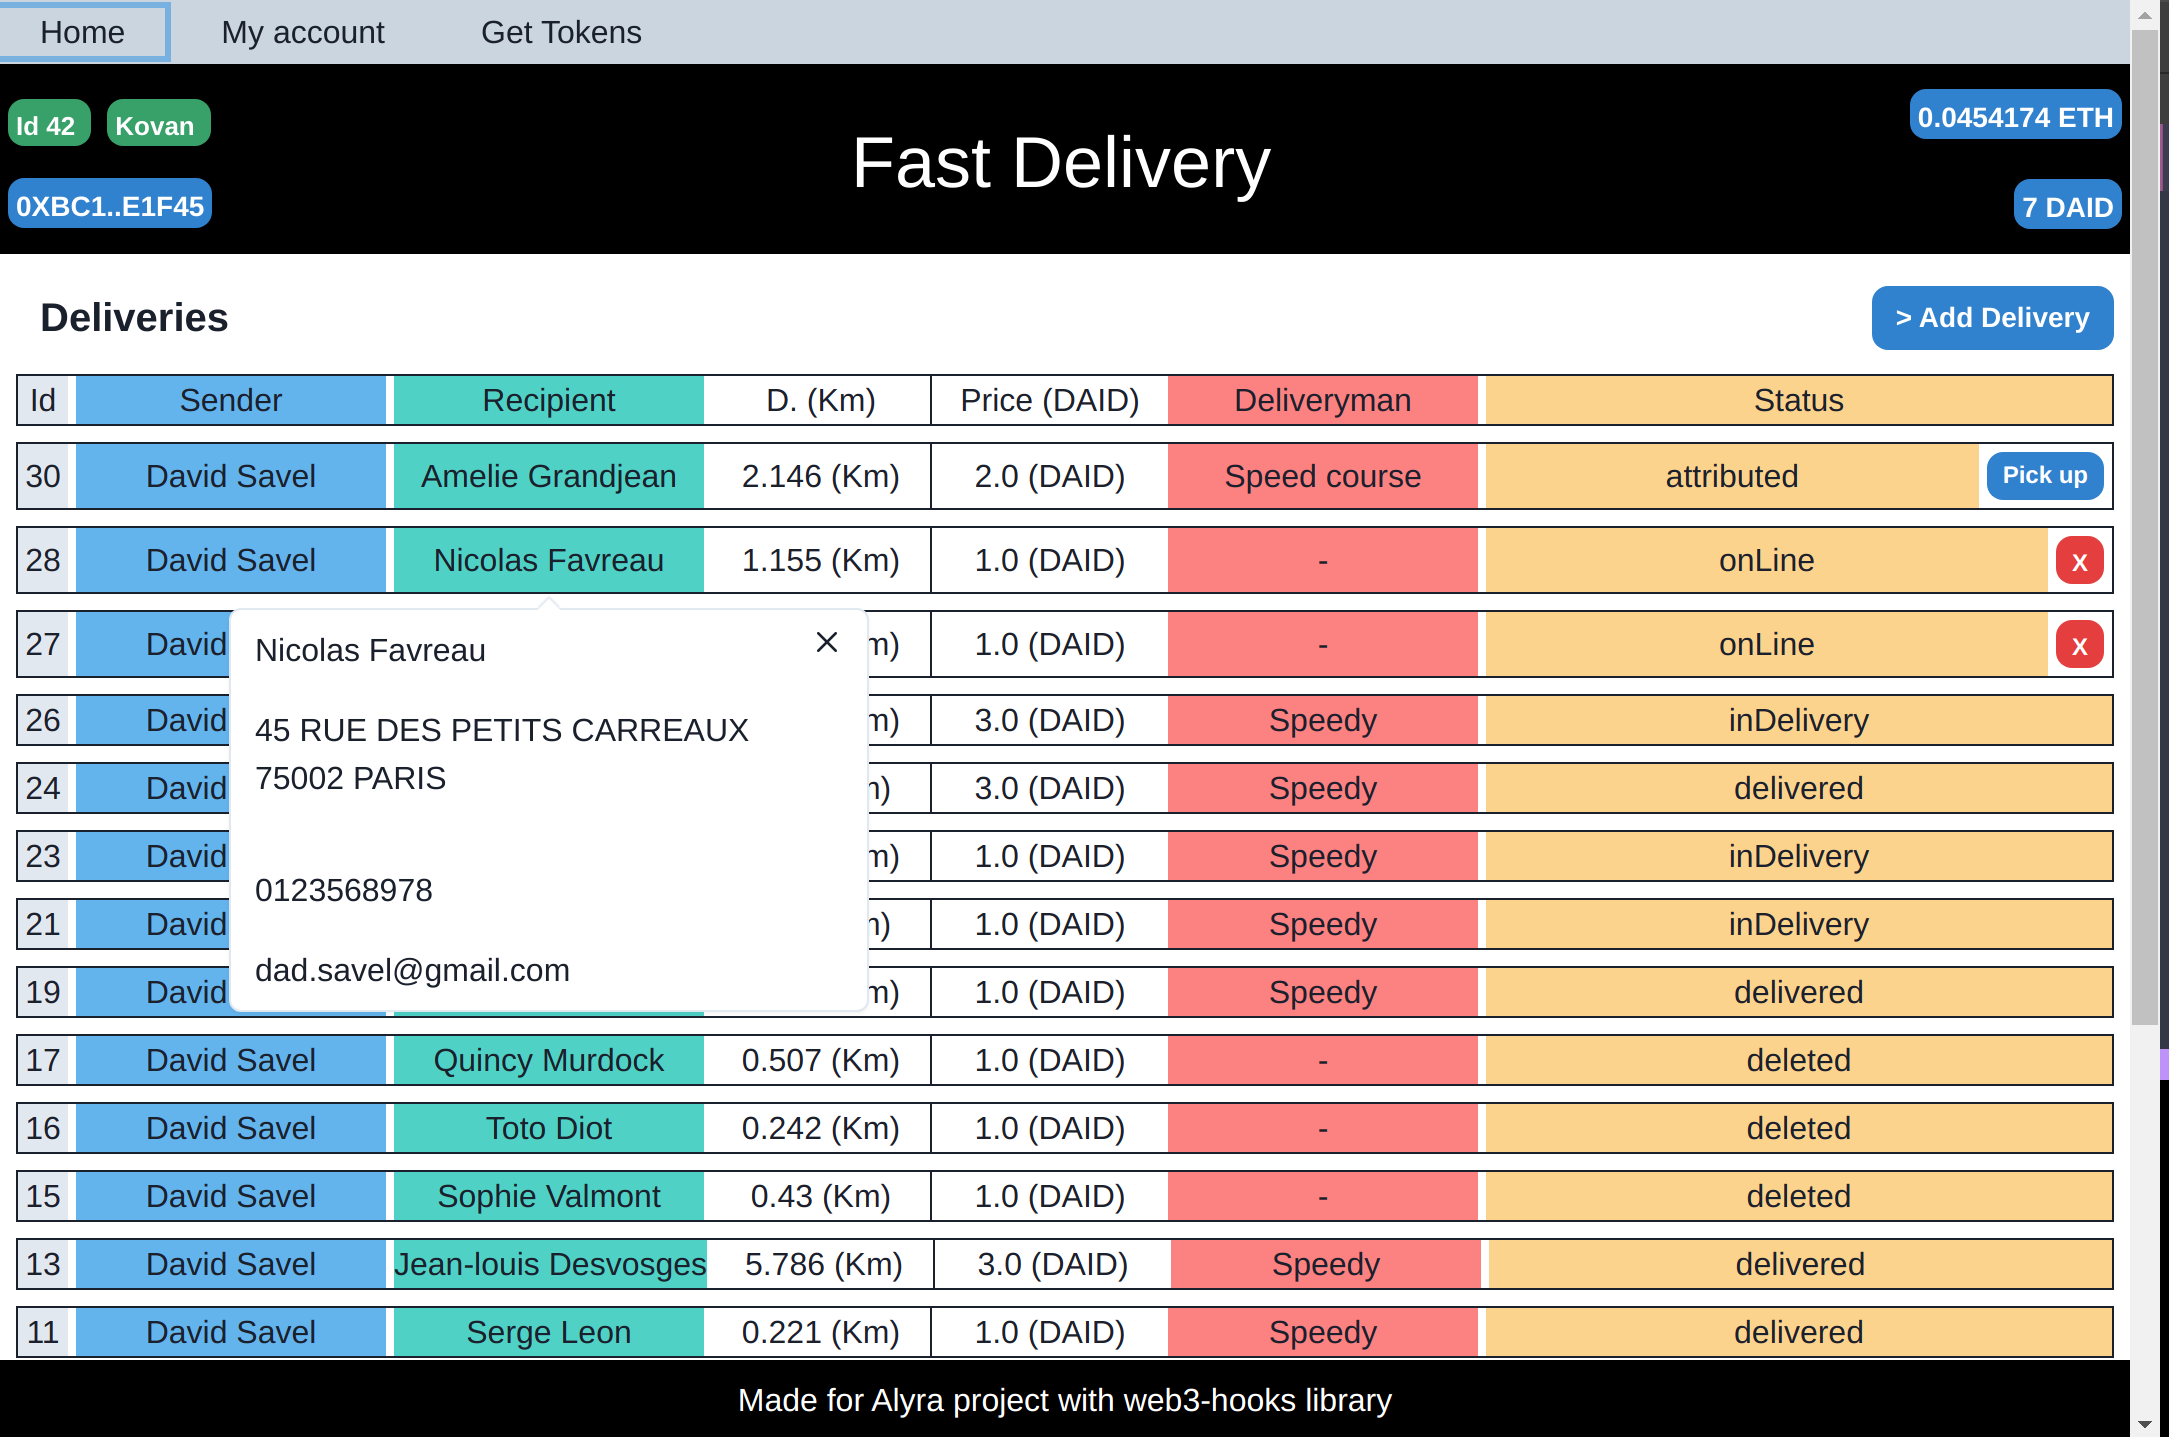 Home My account Get Tokens
Id 42 Kovan
0.0454174 ETH
Fast Delivery
0XBC1..E1F45
7 DAID
Deliveries
> Add Delivery
Id Sender Recipient D. (Km) Price (DAID) Deliveryman Status
30 David Savel Amelie Grandjean 2.146 (Km) 2.0 (DAID) Speed course attributed Pick up
28 David Savel Nicolas Favreau 1.155 (Km) 1.0 (DAID) - onLine X
27 David m) 1.0 (DAID) - onLine X
26 David m) 3.0 (DAID) Speedy inDelivery
24 David ) 3.0 (DAID) Speedy delivered
23 David m) 1.0 (DAID) Speedy inDelivery
21 David ) 1.0 (DAID) Speedy inDelivery
19 David m) 1.0 (DAID) Speedy delivered
Nicolas Favreau
45 RUE DES PETITS CARREAUX
75002 PARIS
0123568978
dad.savel@gmail.com
17 David Savel Quincy Murdock 0.507 (Km) 1.0 (DAID) - deleted
16 David Savel Toto Diot 0.242 (Km) 1.0 (DAID) - deleted
15 David Savel Sophie Valmont 0.43 (Km) 1.0 (DAID) - deleted
13 David Savel Jean-louis Desvosges 5.786 (Km) 3.0 (DAID) Speedy delivered
11 David Savel Serge Leon 0.221 (Km) 1.0 (DAID) Speedy delivered
Made for Alyra project with web3-hooks library